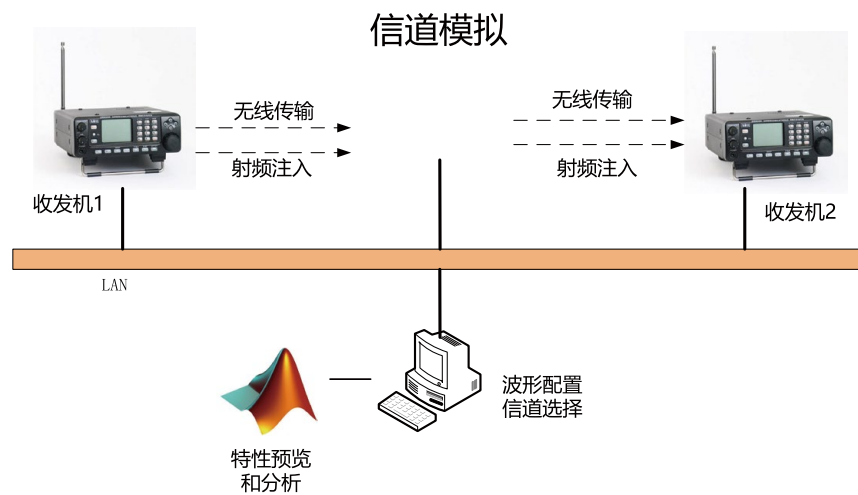 信道模拟
无线传输
射频注入
无线传输
射频注入
收发机1
收发机2
LAN
波形配置
信道选择
特性预览
和分析